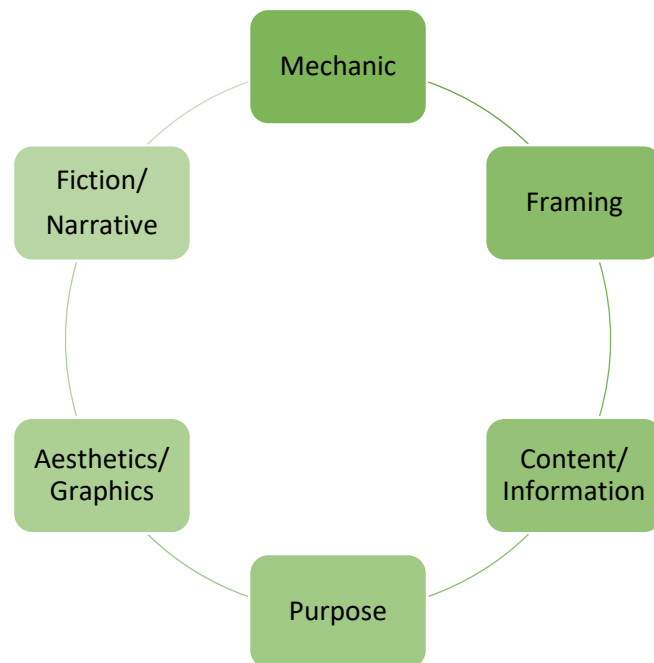 Mechanic
Framing
Content/
Information
Purpose
Aesthetics/
Graphics
Fiction/
Narrative